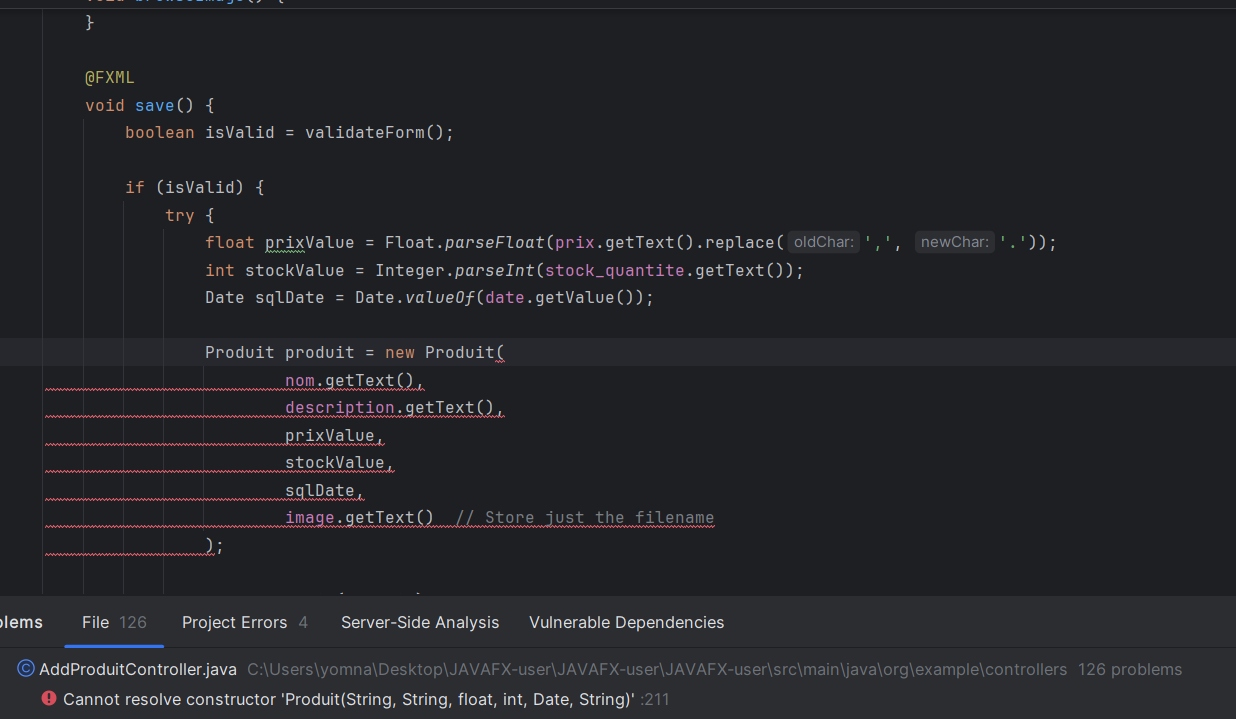 }
@FXML
void save() {
boolean isValid = validateForm();
if (isValid) {
try {
float prixValue = Float.parseFloat(prix.getText().replace( oldChar: ',', newChar: '.'));
int stockValue = Integer.parseInt(stock_quantite.getText());
Date sqlDate = Date.valueOf(date.getValue());
Produit produit = new Produit(
nom.getText(),
description.getText(),
prixValue,
stockValue,
sqlDate,
image.getText()  // Store just the filename
);
blems File 126 Project Errors 4 Server-Side Analysis Vulnerable Dependencies
AddProduitController.java C:\Users\yomna\Desktop\JAVAFX-user\JAVAFX-user\JAVAFX-user\src\main\java\org\example\controllers 126 problems
Cannot resolve constructor 'Produit(String, String, float, int, Date, String)' :211